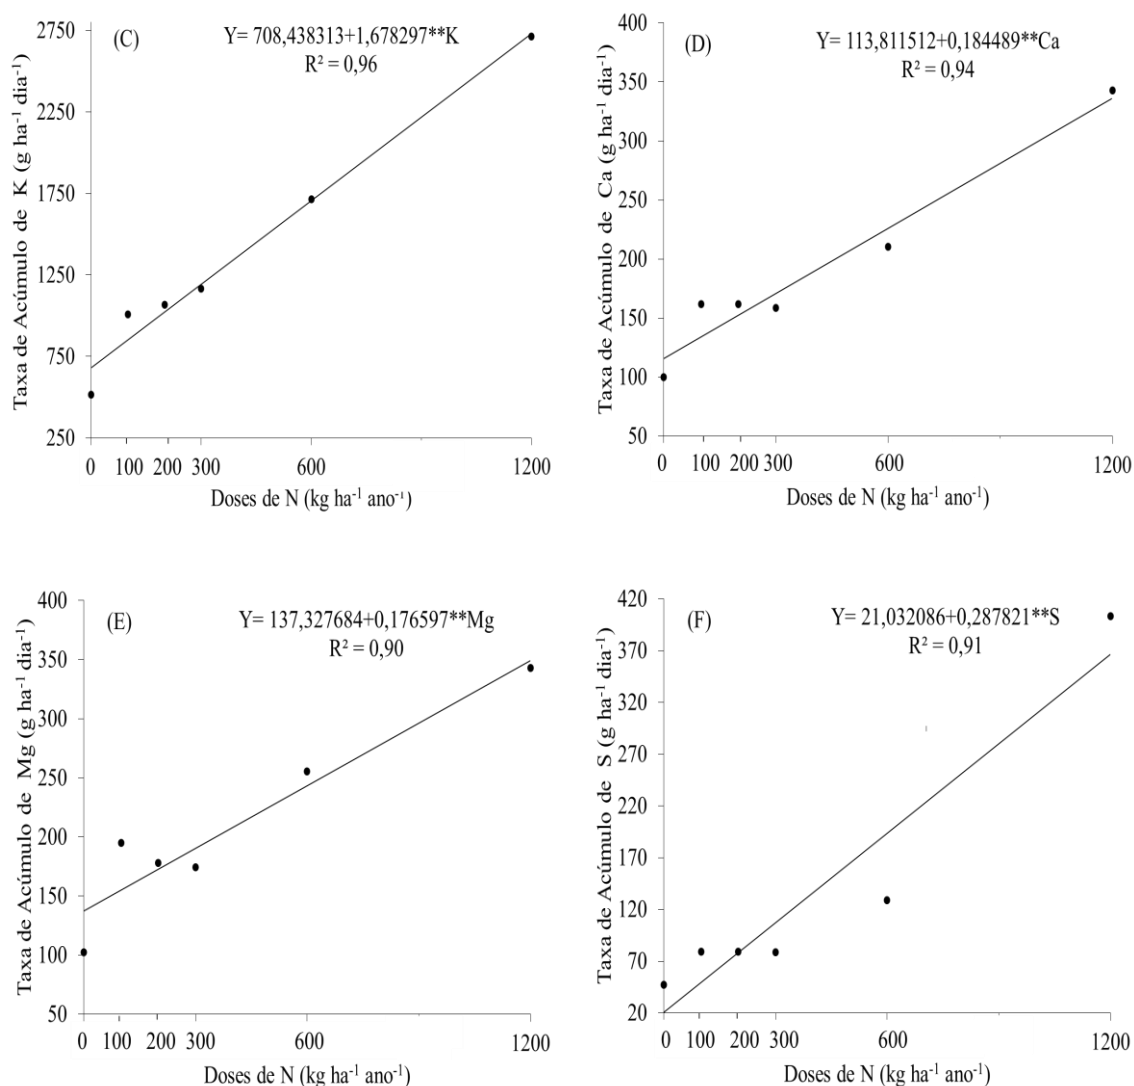 (C)
Y= 708,438313+1,678297**K
R² = 0,96
Taxa de Acúmulo de K (g ha⁻¹ dia⁻¹)
2750
2250
1750
1250
750
250
0 100 200 300 600 1200
Doses de N (kg ha⁻¹ ano⁻¹)
(D)
Y= 113,811512+0,184489**Ca
R² = 0,94
Taxa de Acúmulo de Ca (g ha⁻¹ dia⁻¹)
400
350
300
250
200
150
100
50
0 100 200 300 600 1200
Doses de N (kg ha⁻¹ ano⁻¹)
(E)
Y= 137,327684+0,176597**Mg
R² = 0,90
Taxa de Acúmulo de Mg (g ha⁻¹ dia⁻¹)
400
350
300
250
200
150
100
50
0 100 200 300 600 1200
Doses de N (kg ha⁻¹ ano⁻¹)
(F)
Y= 21,032086+0,287821**S
R² = 0,91
Taxa de Acúmulo de S (g ha⁻¹ dia⁻¹)
420
370
320
270
220
170
120
70
20
0 100 200 300 600 1200
Doses de N (kg ha⁻¹ ano⁻¹)